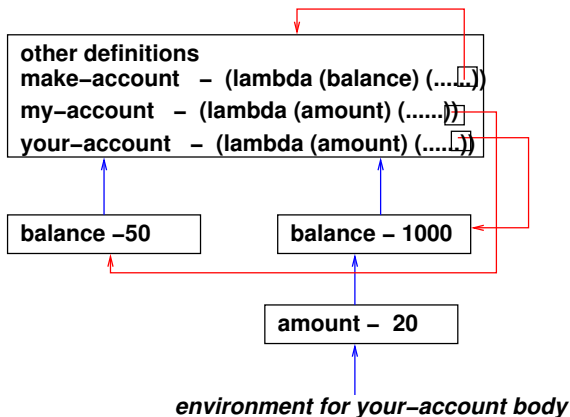 other definitions
make−account − (lambda (balance) (......))
my−account − (lambda (amount) (......))
your−account − (lambda (amount) (......))
balance −50
balance − 1000
amount − 20
environment for your−account body